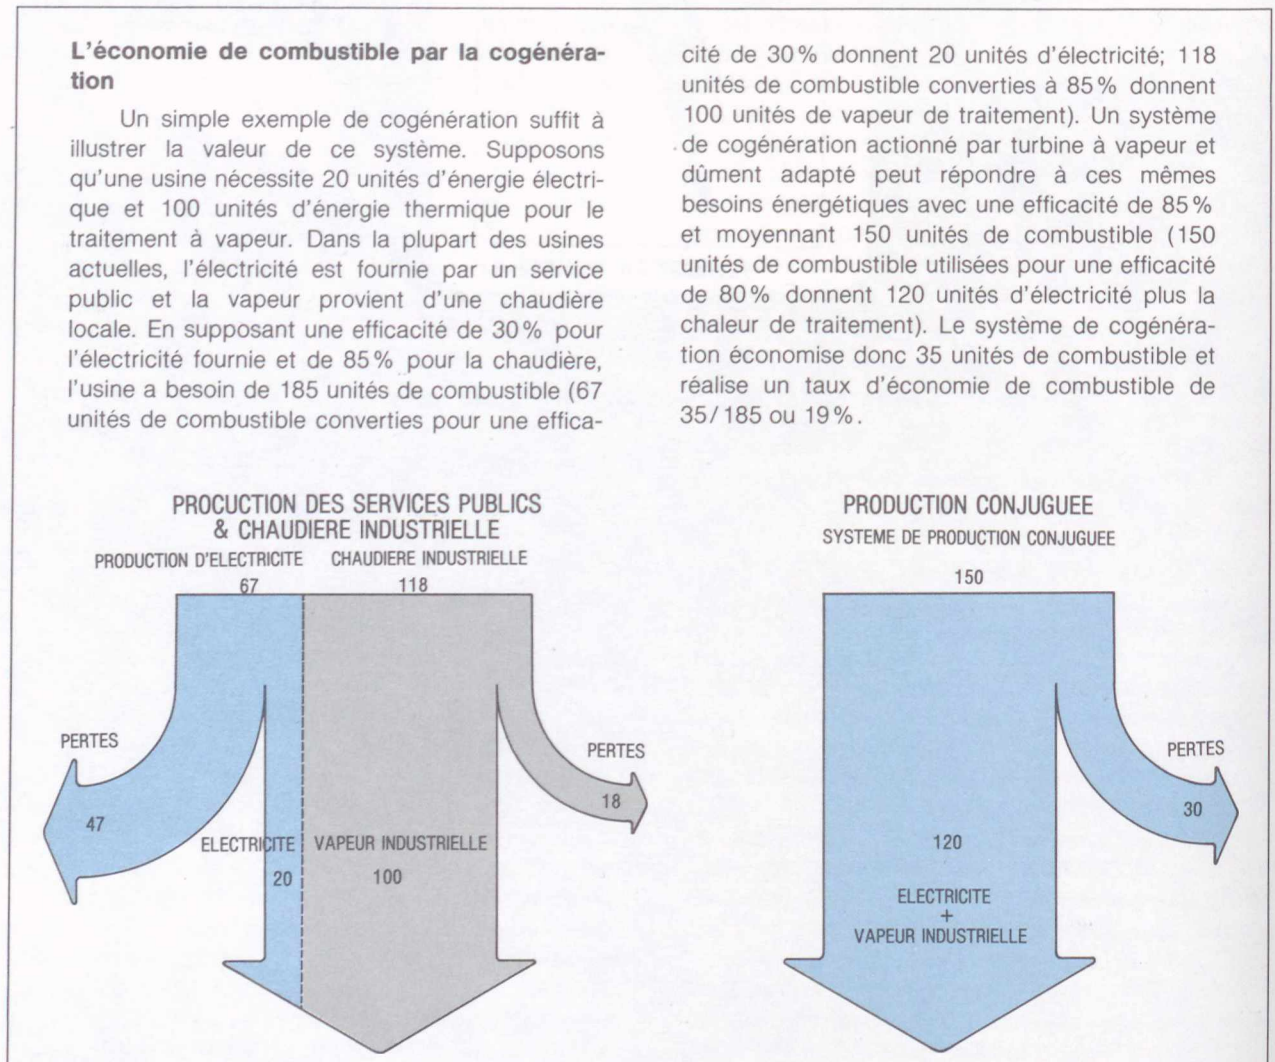 L'économie de combustible par la cogénéra-
tion
Un simple exemple de cogénération suffit à
illustrer la valeur de ce système. Supposons
qu'une usine nécessite 20 unités d'énergie électri-
que et 100 unités d'énergie thermique pour le
traitement à vapeur. Dans la plupart des usines
actuelles, l'électricité est fournie par un service
public et la vapeur provient d'une chaudière
locale. En supposant une efficacité de 30% pour
l'électricité fournie et de 85% pour la chaudière,
l'usine a besoin de 185 unités de combustible (67
unités de combustible converties pour une effica-
cité de 30% donnent 20 unités d'électricité; 118
unités de combustible converties à 85% donnent
100 unités de vapeur de traitement). Un système
de cogénération actionné par turbine à vapeur et
dûment adapté peut répondre à ces mêmes
besoins énergétiques avec une efficacité de 85%
et moyennant 150 unités de combustible (150
unités de combustible utilisées pour une efficacité
de 80% donnent 120 unités d'électricité plus la
chaleur de traitement). Le système de cogénéra-
tion économise donc 35 unités de combustible et
réalise un taux d'économie de combustible de
35/185 ou 19%.
PROCUCTION DES SERVICES PUBLICS
& CHAUDIERE INDUSTRIELLE
PRODUCTION D'ELECTRICITE CHAUDIERE INDUSTRIELLE
67 118
PERTES
47
ELECTRICITE VAPEUR INDUSTRIELLE
20 100
PERTES
18
PRODUCTION CONJUGUEE
SYSTEME DE PRODUCTION CONJUGUEE
150
PERTES
30
120
ELECTRICITE
+
VAPEUR INDUSTRIELLE